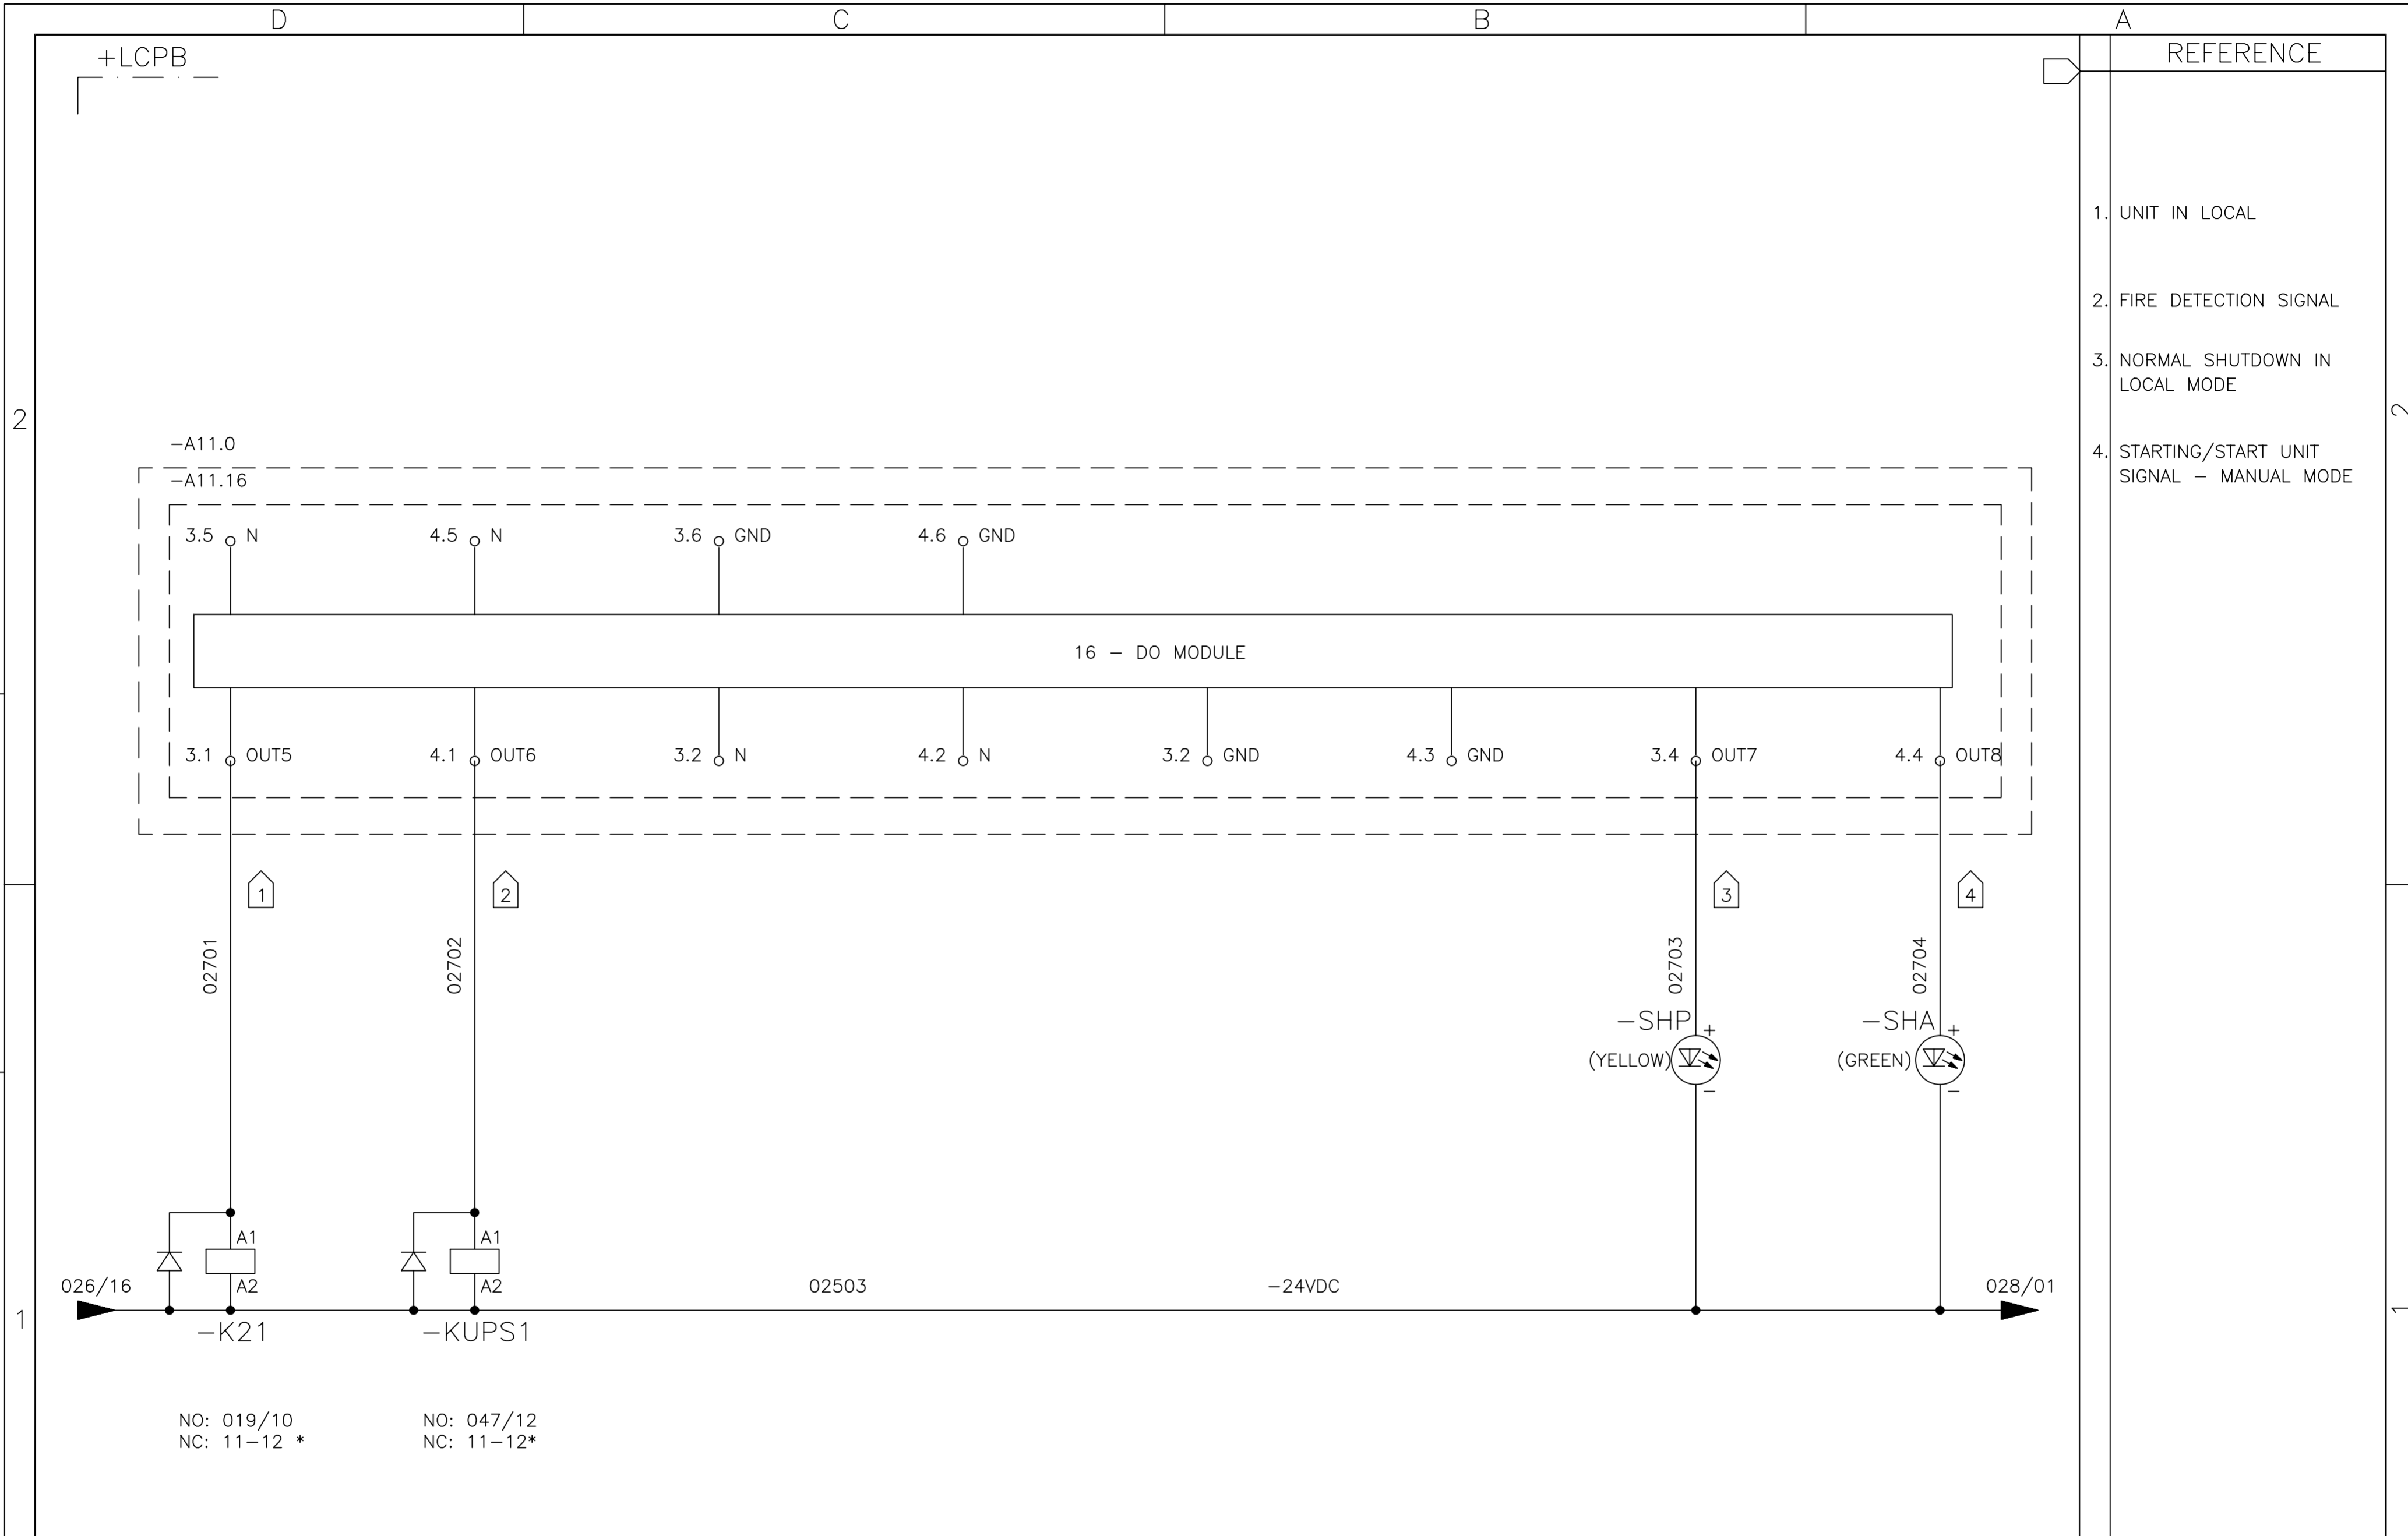 D C B A
+LCPB
REFERENCE
1. UNIT IN LOCAL
2. FIRE DETECTION SIGNAL
3. NORMAL SHUTDOWN IN
LOCAL MODE
4. STARTING/START UNIT
SIGNAL – MANUAL MODE
2 2
–A11.0
–A11.16
3.5 N 4.5 N 3.6 GND 4.6 GND
16 – DO MODULE
3.1 OUT5 4.1 OUT6 3.2 N 4.2 N 3.2 GND 4.3 GND 3.4 OUT7 4.4 OUT8
1 2 3 4
02701 02702 02703 02704
–SHP + –SHA +
(YELLOW) (GREEN)
– –
A1 A1
A2 A2
026/16 02503 –24VDC 028/01
1 1
–K21 –KUPS1
NO: 019/10 NO: 047/12
NC: 11–12 * NC: 11–12*